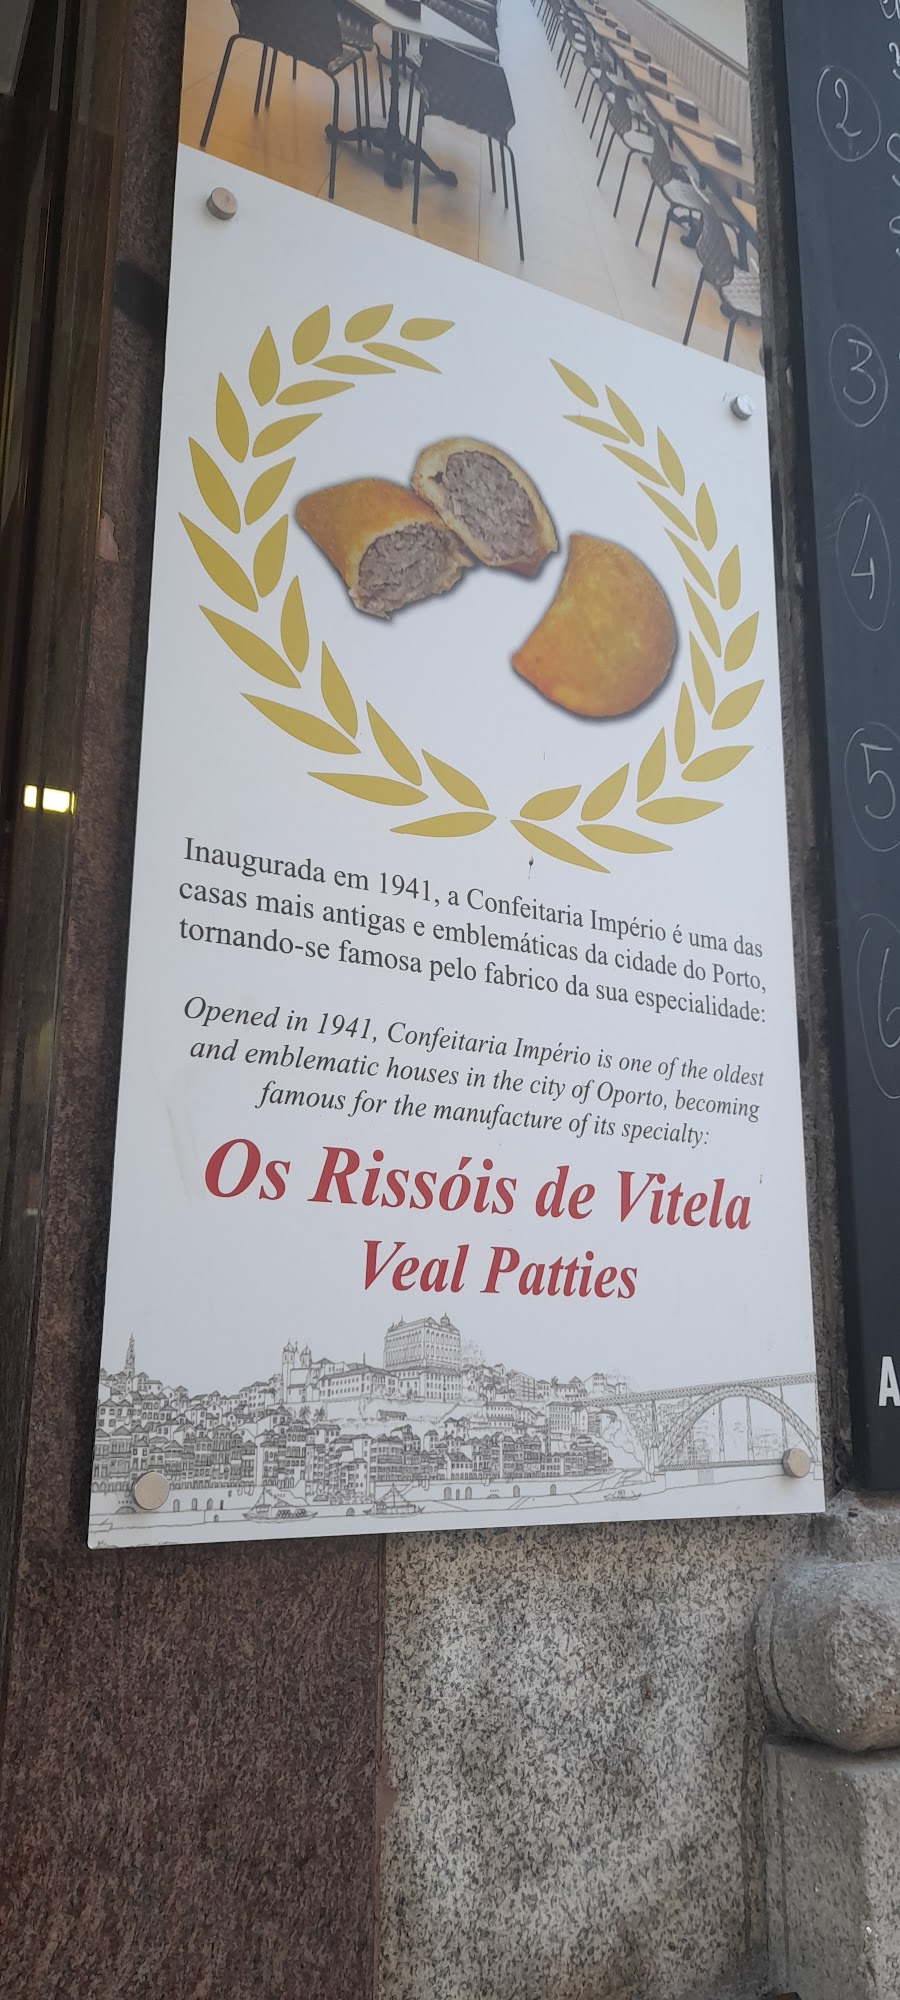 Inaugurada em 1941, a Confeitaria Império é uma das
casas mais antigas e emblemáticas da cidade do Porto,
tornando-se famosa pelo fabrico da sua especialidade:
Opened in 1941, Confeitaria Império is one of the oldest
and emblematic houses in the city of Oporto, becoming
famous for the manufacture of its specialty:
Os Rissóis de Vitela
Veal Patties
2
3
4
5
6
A